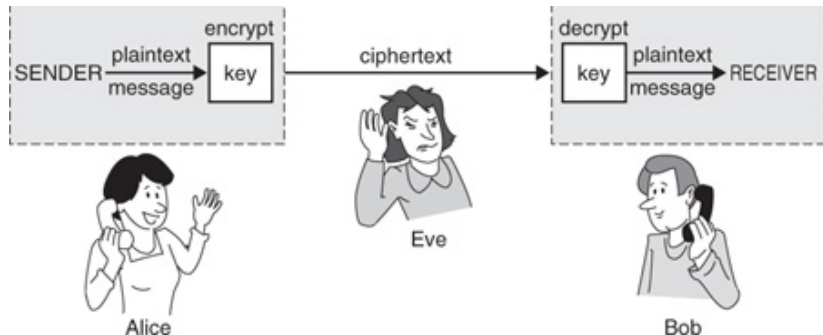 encrypt
decrypt
SENDER plaintext message key
ciphertext
key plaintext message RECEIVER
Eve
Alice
Bob